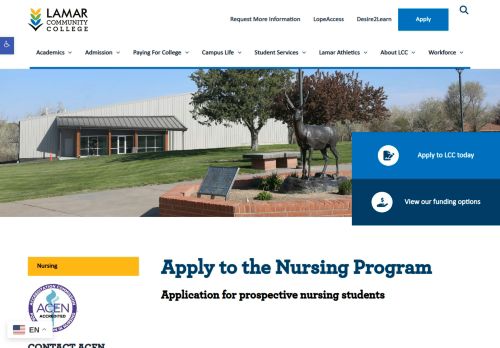 LAMAR
COMMUNITY
COLLEGE
Request More Information LopeAccess Desire2Learn Apply
Academics Admission Paying For College Campus Life Student Services Lamar Athletics About LCC Workforce
Apply to LCC today
View our funding options
Nursing
Apply to the Nursing Program
Application for prospective nursing students
ACEN
ACCREDITED
EN
CONTACT ACEN